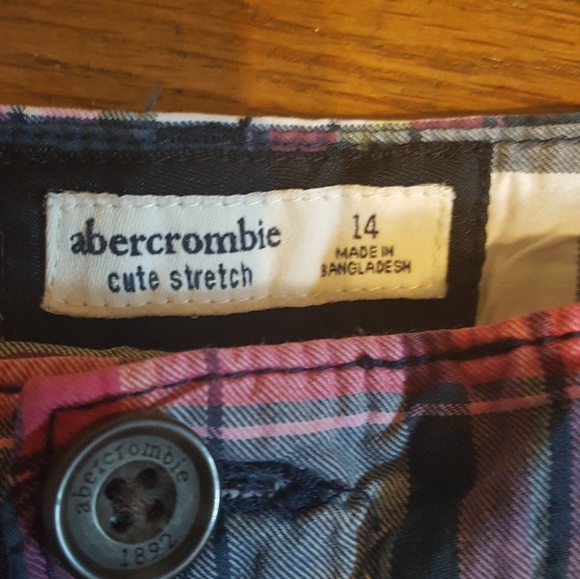 abercrombie
cute stretch
14
MADE IN
BANGLADESH
abercrombie
1892